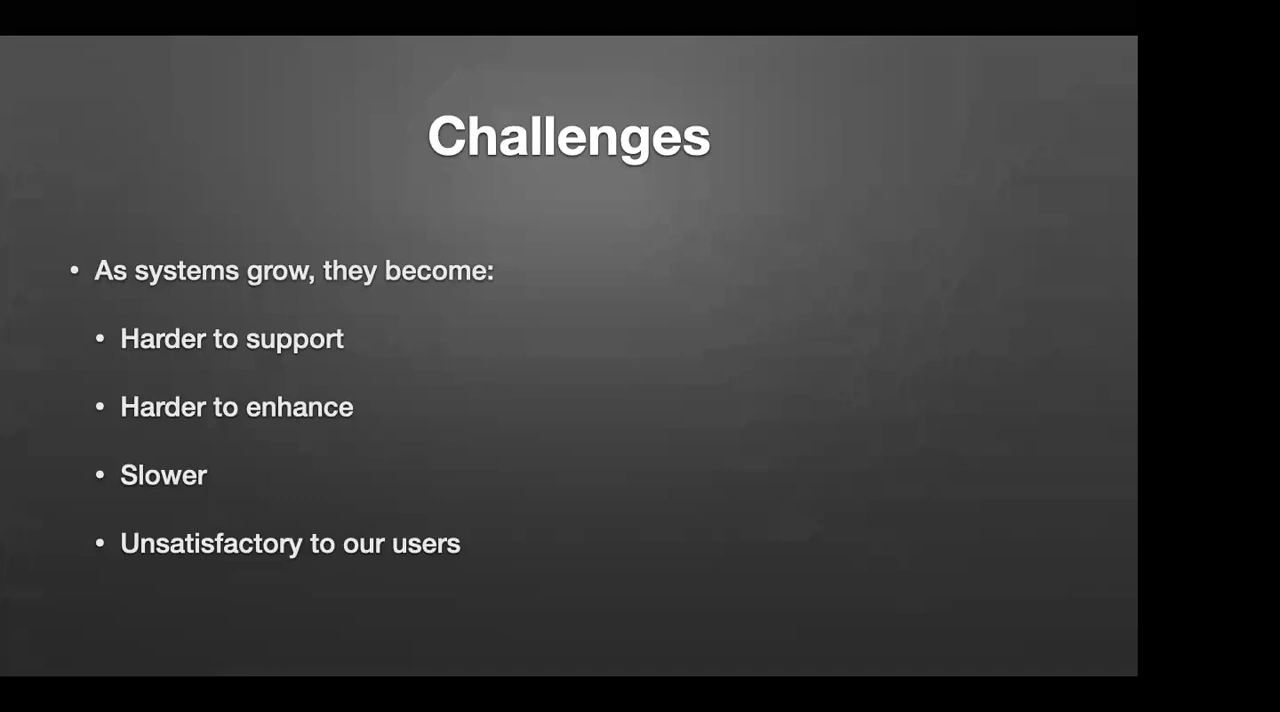 Challenges
• As systems grow, they become:
• Harder to support
• Harder to enhance
• Slower
• Unsatisfactory to our users